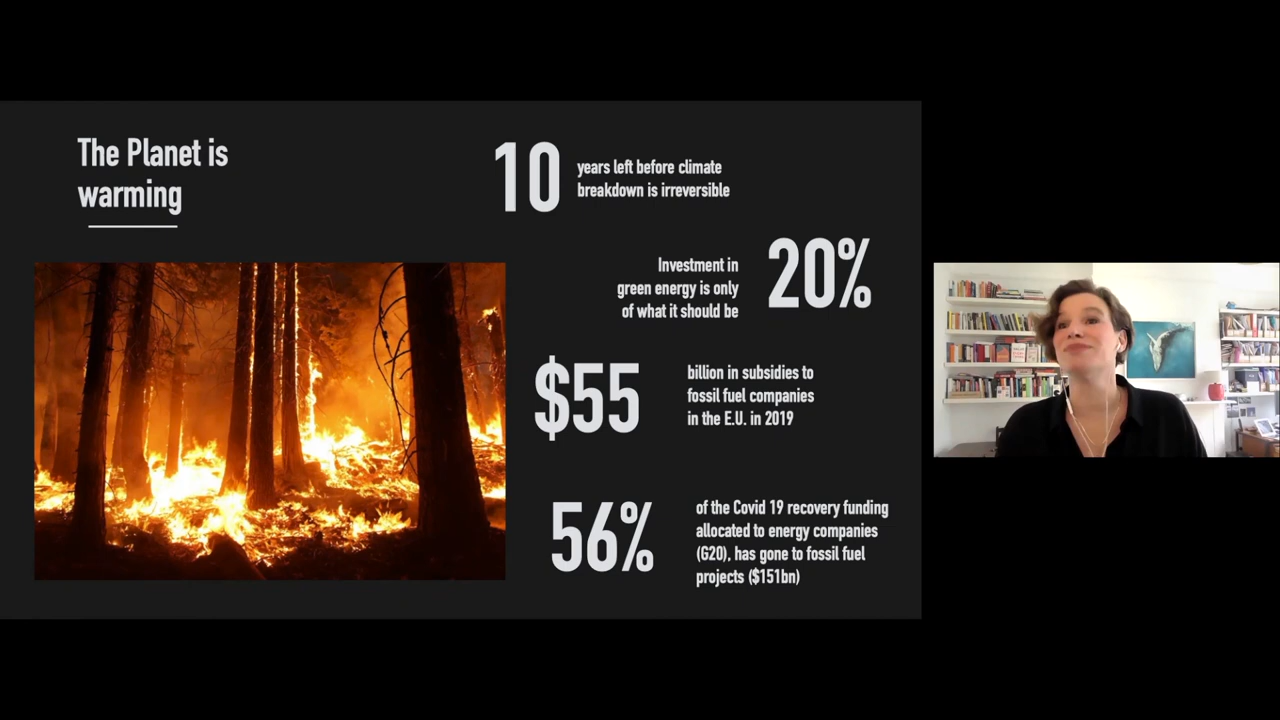 The Planet is
warming
10
years left before climate
breakdown is irreversible
Investment in
green energy is only
of what it should be
20%
$55
billion in subsidies to
fossil fuel companies
in the E.U. in 2019
56%
of the Covid 19 recovery funding
allocated to energy companies
(G20), has gone to fossil fuel
projects ($151bn)